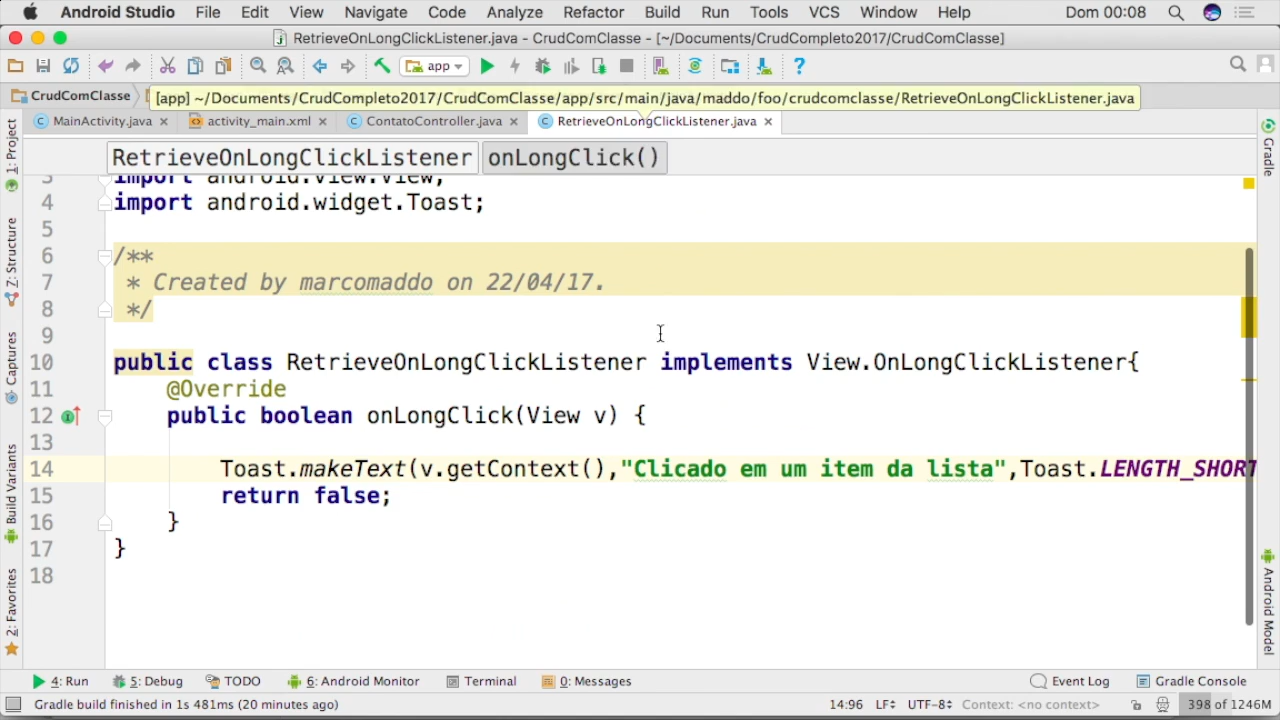 Android Studio File Edit View Navigate Code Analyze Refactor Build Run Tools VCS Window Help Dom 00:08
RetrieveOnLongClickListener.java - CrudComClasse - [~/Documents/CrudCompleto2017/CrudComClasse]
app
CrudComClasse
[app] ~/Documents/CrudCompleto2017/CrudComClasse/app/src/main/java/maddo/foo/crudcomclasse/RetrieveOnLongClickListener.java
MainActivity.java activity_main.xml ContatoController.java RetrieveOnLongClickListener.java
RetrieveOnLongClickListener onLongClick()
1: Project
Z: Structure
Captures
Build Variants
2: Favorites
Gradle
Android Model
3 import android.view.View;
4 import android.widget.Toast;
5
6 /**
7 * Created by marcomaddo on 22/04/17.
8 */
9
10 public class RetrieveOnLongClickListener implements View.OnLongClickListener{
11 @Override
12 public boolean onLongClick(View v) {
13
14 Toast.makeText(v.getContext(),"Clicado em um item da lista",Toast.LENGTH_SHORT
15 return false;
16 }
17 }
18
4: Run 5: Debug TODO 6: Android Monitor Terminal 0: Messages Event Log Gradle Console
Gradle build finished in 1s 481ms (20 minutes ago) 14:96 LF UTF-8 Context: <no context> 398 of 1246M